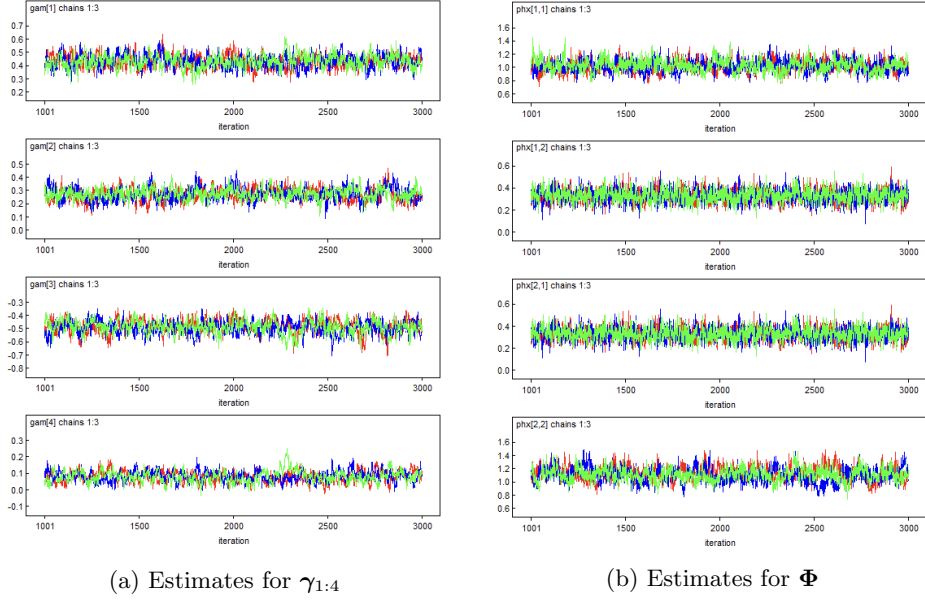 gam[1] chains 1:3
0.7
0.6
0.5
0.4
0.3
0.2
1001 1500 2000 2500 3000
iteration
gam[2] chains 1:3
0.5
0.4
0.3
0.2
0.1
0.0
1001 1500 2000 2500 3000
iteration
gam[3] chains 1:3
-0.3
-0.4
-0.5
-0.6
-0.7
-0.8
1001 1500 2000 2500 3000
iteration
gam[4] chains 1:3
0.3
0.2
0.1
0.0
-0.1
1001 1500 2000 2500 3000
iteration
(a) Estimates for γ1:4
phx[1,1] chains 1:3
1.6
1.4
1.2
1.0
0.8
0.6
1001 1500 2000 2500 3000
iteration
phx[1,2] chains 1:3
0.6
0.4
0.2
0.0
1001 1500 2000 2500 3000
iteration
phx[2,1] chains 1:3
0.6
0.4
0.2
0.0
1001 1500 2000 2500 3000
iteration
phx[2,2] chains 1:3
1.6
1.4
1.2
1.0
0.8
0.6
1001 1500 2000 2500 3000
iteration
(b) Estimates for Φ